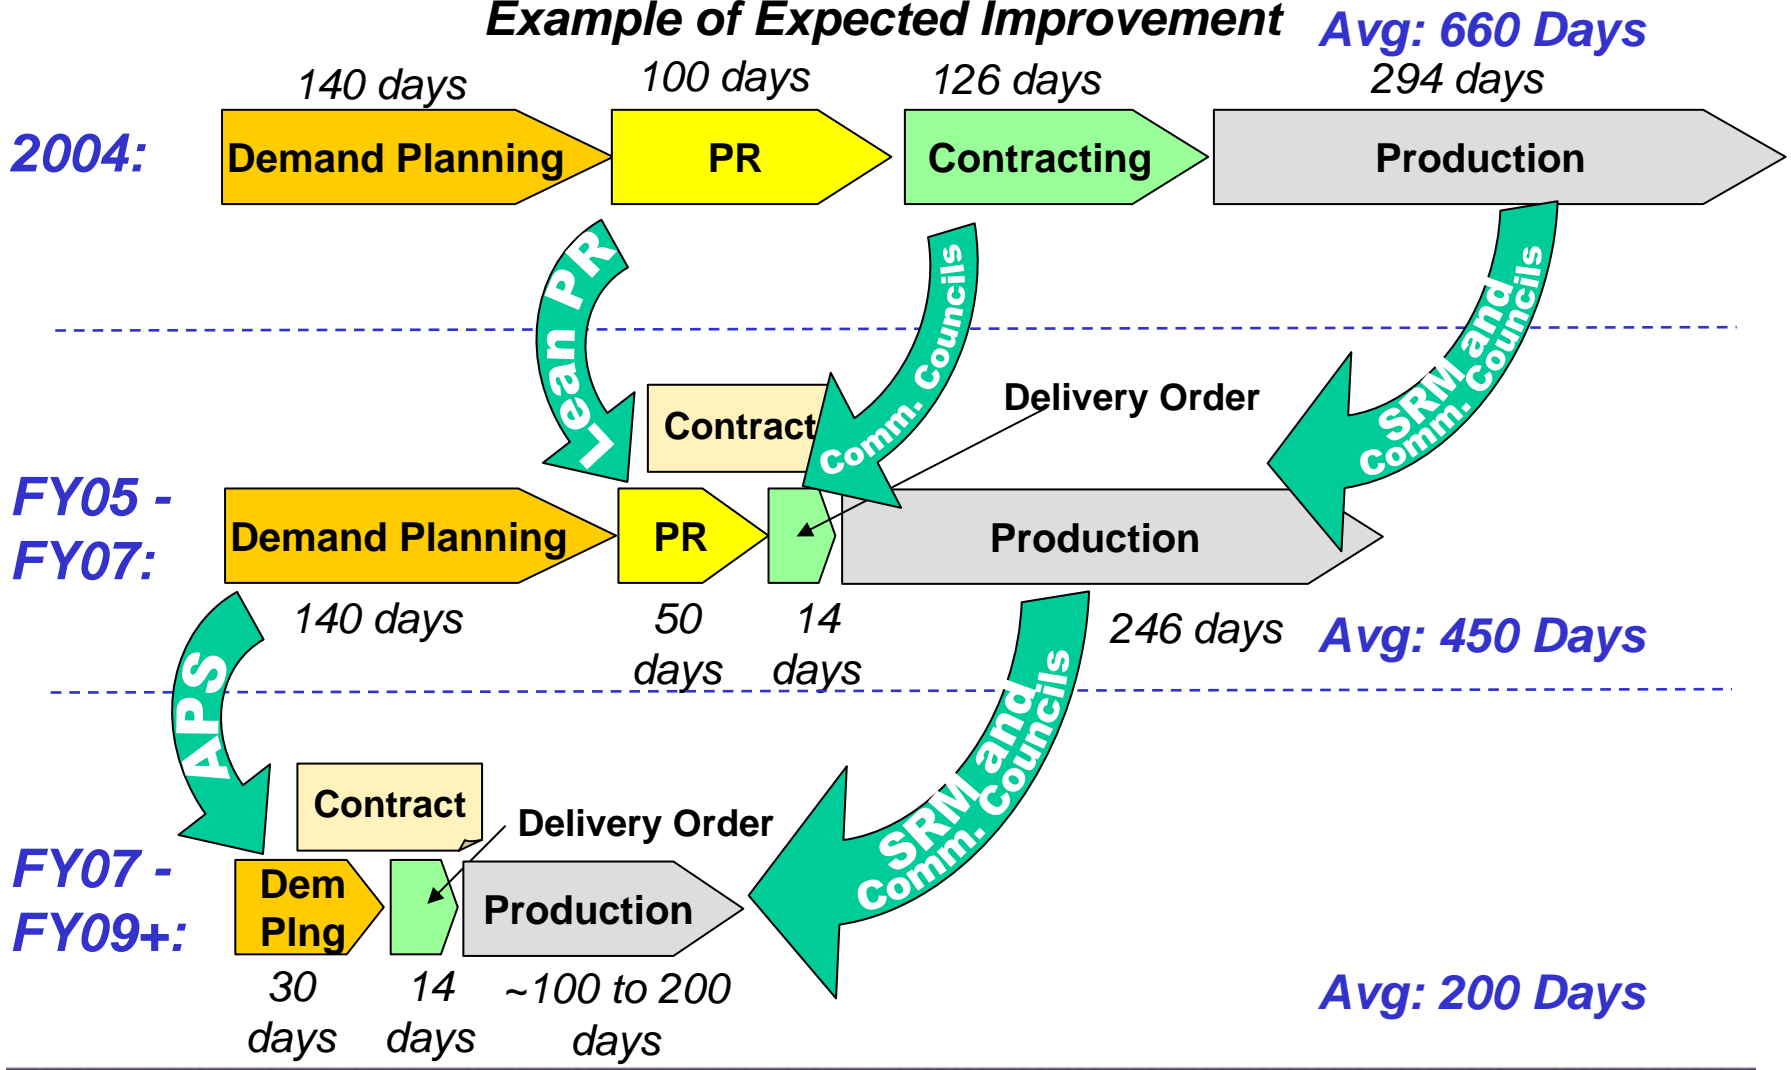 Example of Expected Improvement
Avg: 660 Days
140 days
100 days
126 days
294 days
2004:
Demand Planning
PR
Contracting
Production
Lean PR
Comm. Councils
SRM and
Comm. Councils
Contract
Delivery Order
FY05 -
FY07:
Demand Planning
PR
Production
140 days
50
days
14
days
246 days
Avg: 450 Days
APS
SRM and
Comm. Councils
Contract
Delivery Order
FY07 -
FY09+:
Dem
Plng
Production
30
days
14
days
~100 to 200
days
Avg: 200 Days